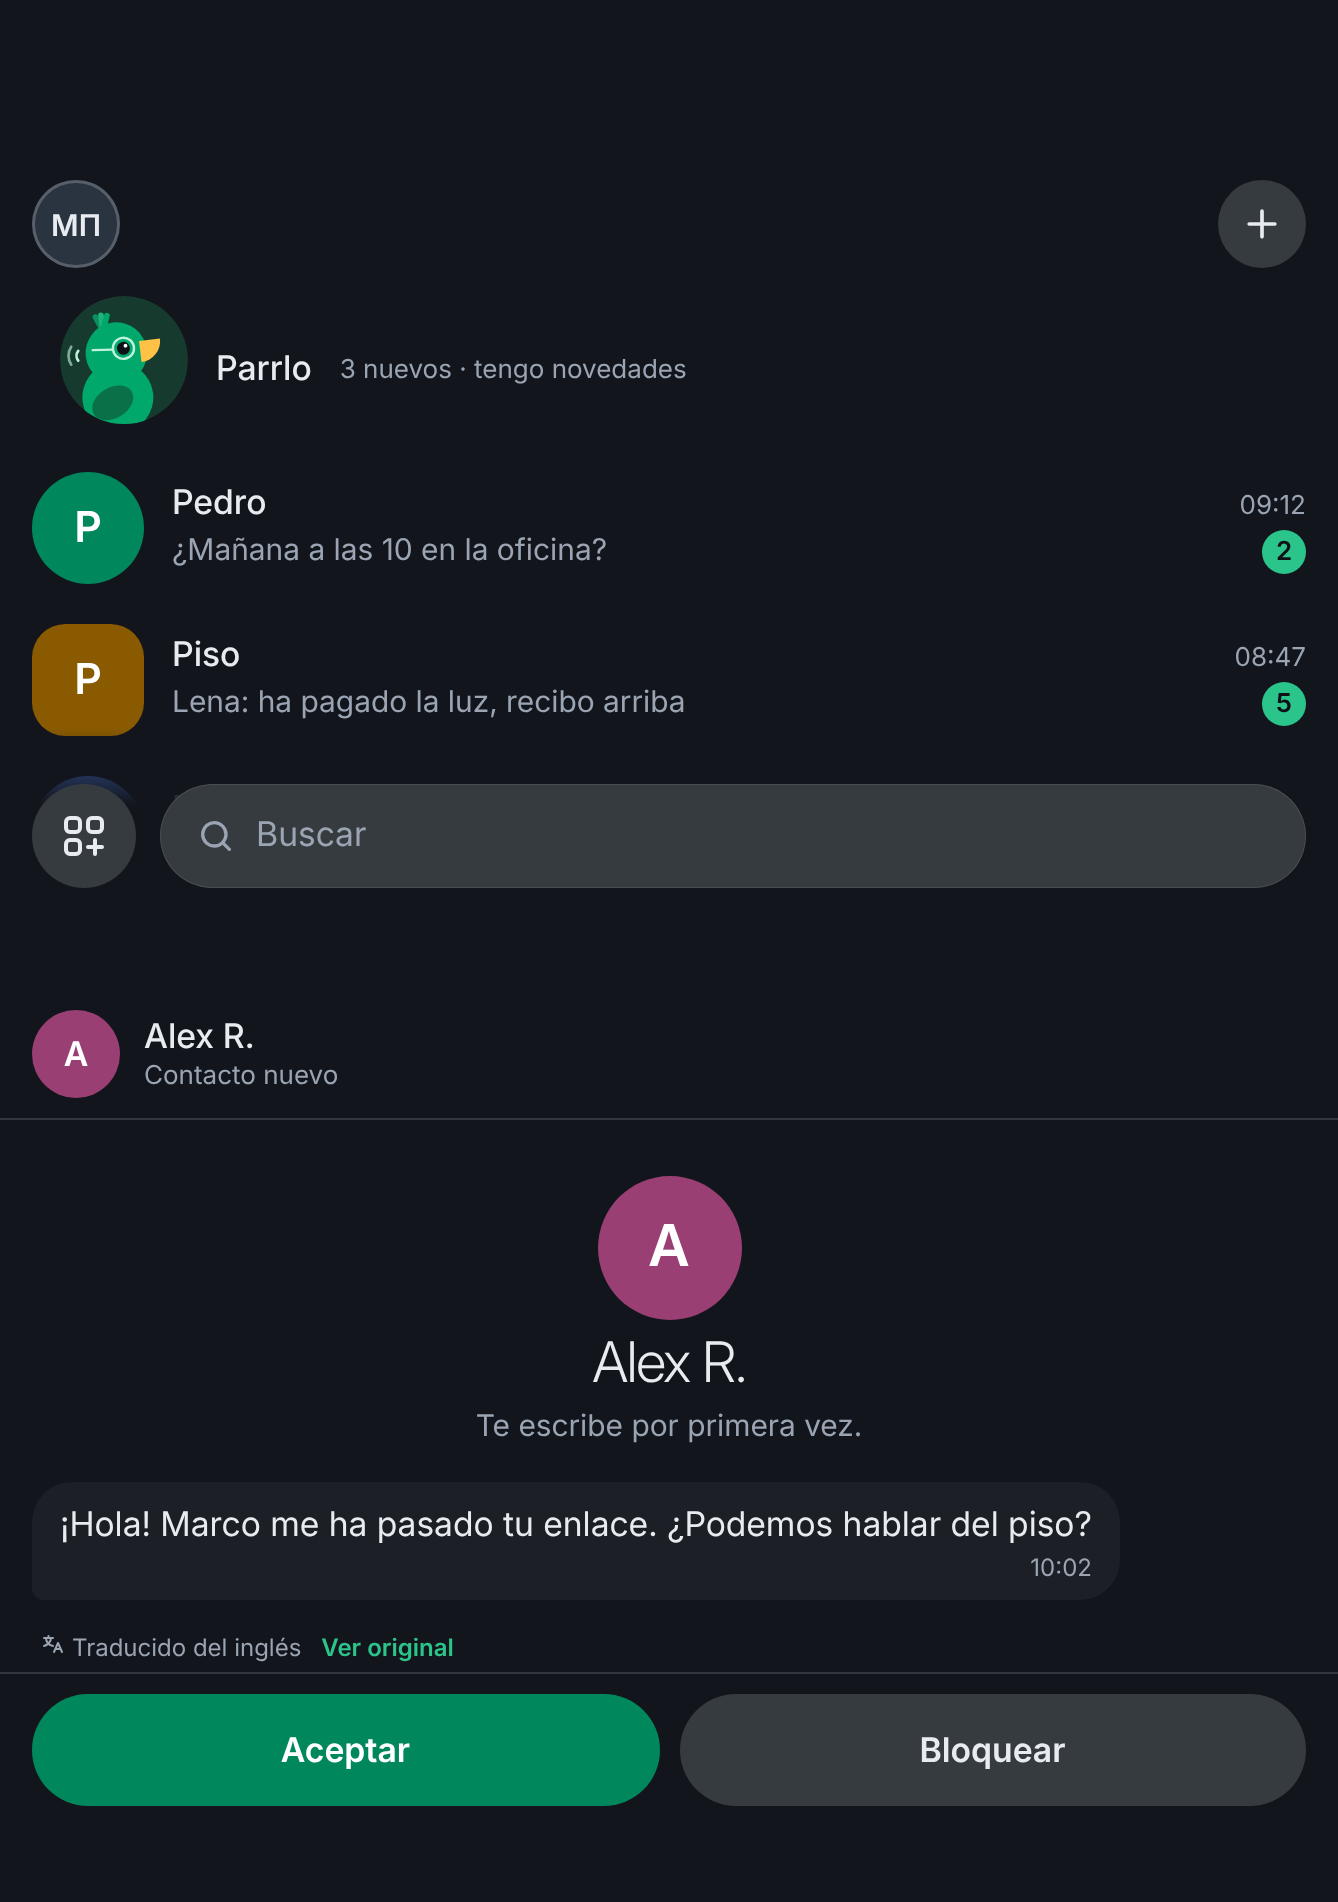 МП
Parrlo 3 nuevos · tengo novedades
P
Pedro
09:12
¿Mañana a las 10 en la oficina?
2
P
Piso
08:47
Lena: ha pagado la luz, recibo arriba
5
Buscar
A
Alex R.
Contacto nuevo
A
Alex R.
Te escribe por primera vez.
¡Hola! Marco me ha pasado tu enlace. ¿Podemos hablar del piso?
10:02
Traducido del inglés Ver original
Aceptar
Bloquear